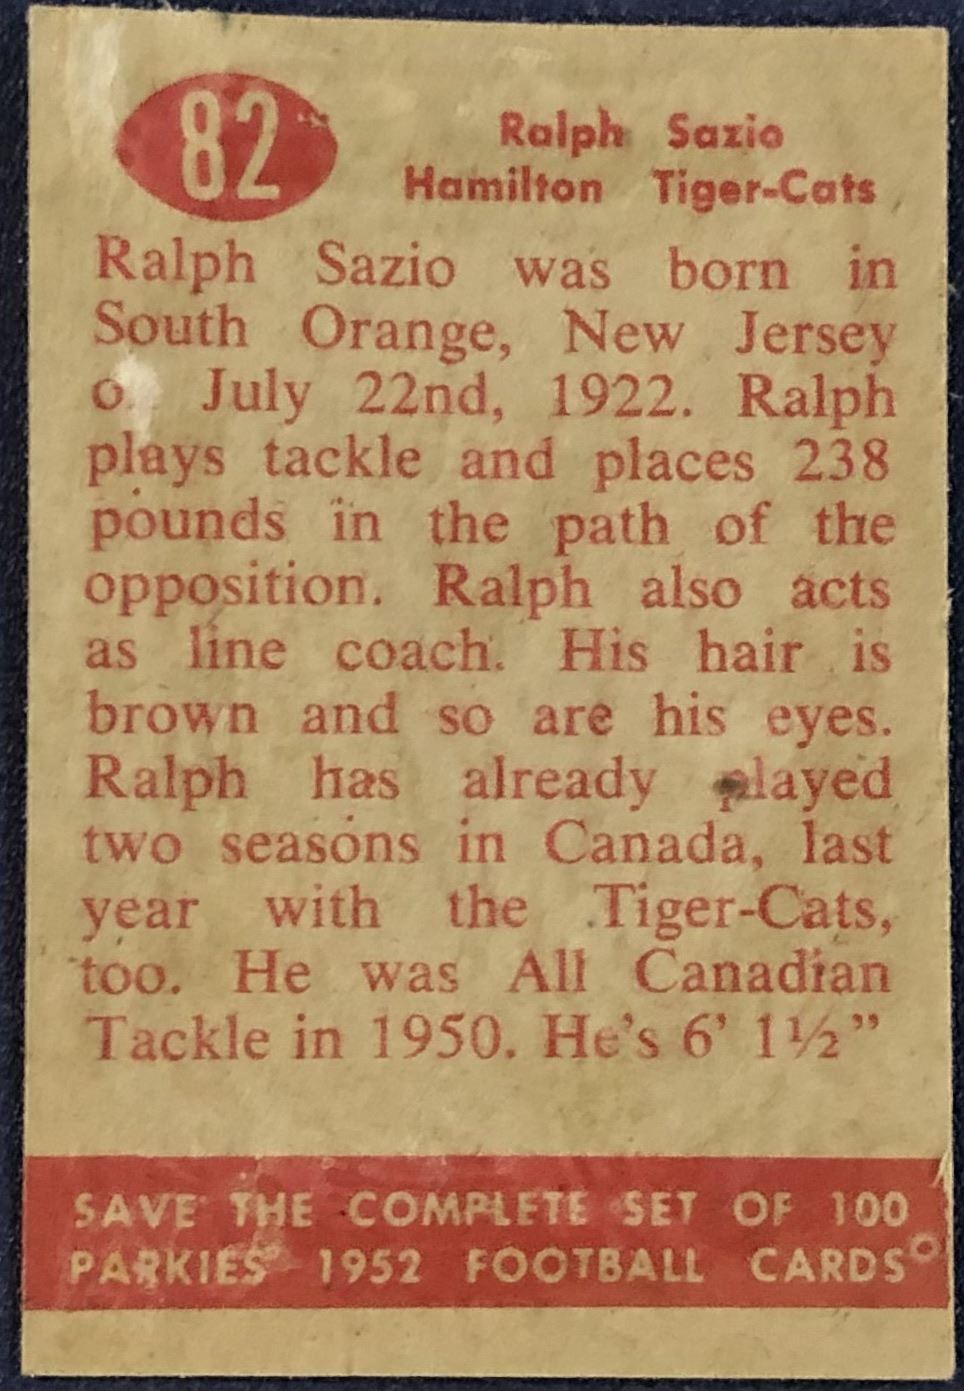 82
Ralph Sazio
Hamilton Tiger-Cats
Ralph Sazio was born in
South Orange, New Jersey
July 22nd, 1922. Ralph
plays tackle and places 238
pounds in the path of the
opposition. Ralph also acts
as line coach. His hair is
brown and so are his eyes.
Ralph has already played
two seasons in Canada, last
year with the Tiger-Cats,
too. He was All Canadian
Tackle in 1950. He's 6' 1½"
SAVE THE COMPLETE SET OF 100
PARKIES 1952 FOOTBALL CARDS